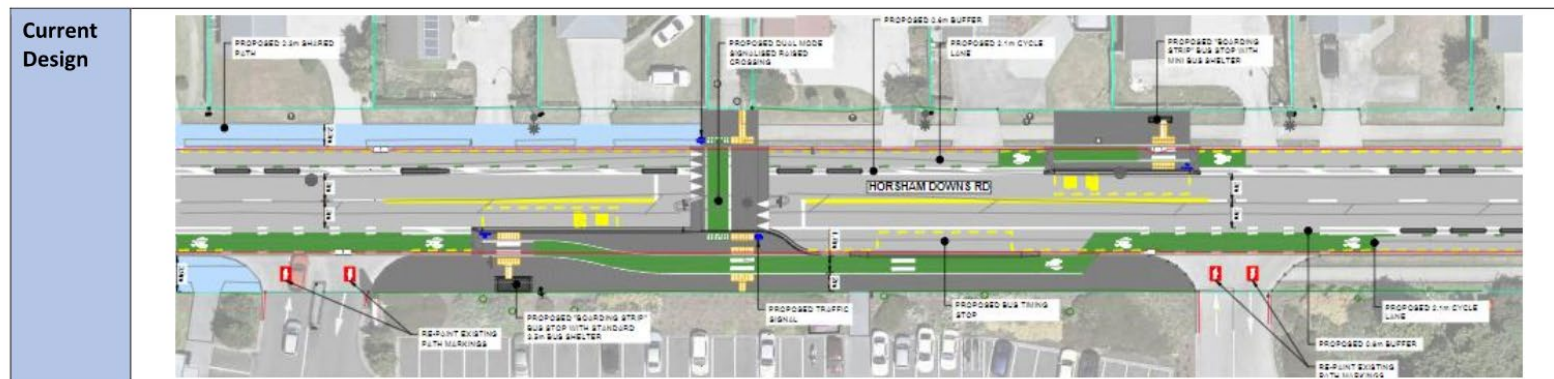 Current
Design
PROPOSED 0.6m BUFFER
PROPOSED SHARED
PATH
PROPOSED DUAL MODE
SIGNALISED RAISED
CROSSING
PROPOSED 2.1m CYCLE
LANE
PROPOSED "BOARDING
STRIP" BUS STOP WITH
MINI BUS SHELTER
HORSHAM DOWNS RD
RE-PAINT EXISTING
PATH MARKINGS
PROPOSED "BOARDING STRIP"
BUS STOP WITH STANDARD
BUS SHELTER
PROPOSED TRAFFIC
SIGNAL
PROPOSED BUS TIMING
STOP
PROPOSED 2.1m CYCLE
LANE
PROPOSED 0.6m BUFFER
RE-PAINT EXISTING
PATH MARKINGS